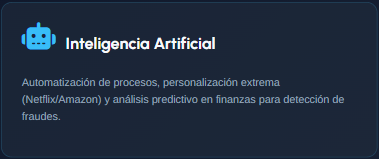 Inteligencia Artificial
Automatización de procesos, personalización extrema
(Netflix/Amazon) y análisis predictivo en finanzas para detección de
fraudes.